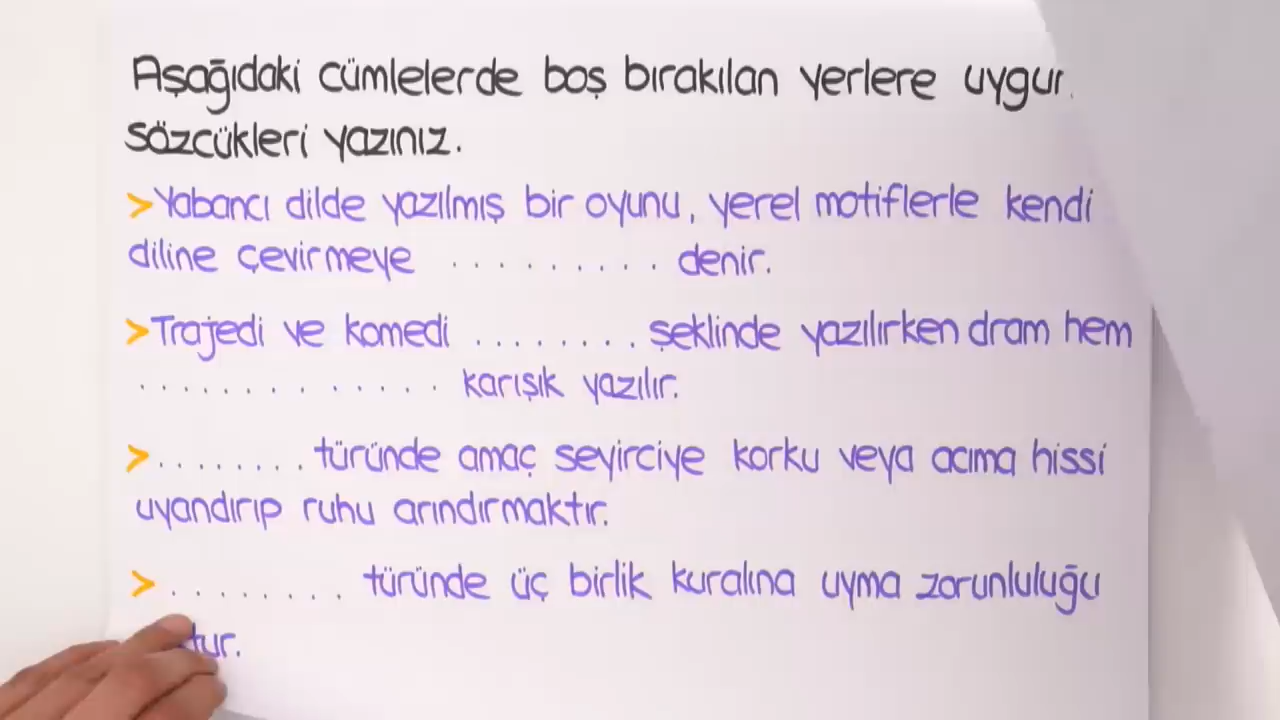 Aşağıdaki cümlelerde boş bırakılan yerlere
sözcükleri yazınız.
>Yabancı dilde yazılmış bir oyunu, yerel motiflerle kendi
diline çevirmeye ......... denir.
>Trajedi ve komedi ........ şeklinde yazılırken dram hem
............. karışık yazılır.
>........ türünde amaç seyirciye korku veya acıma hissi
uyandırıp ruhu arındırmaktır.
>........ türünde üç birlik kuralına uyma zorunluluğu